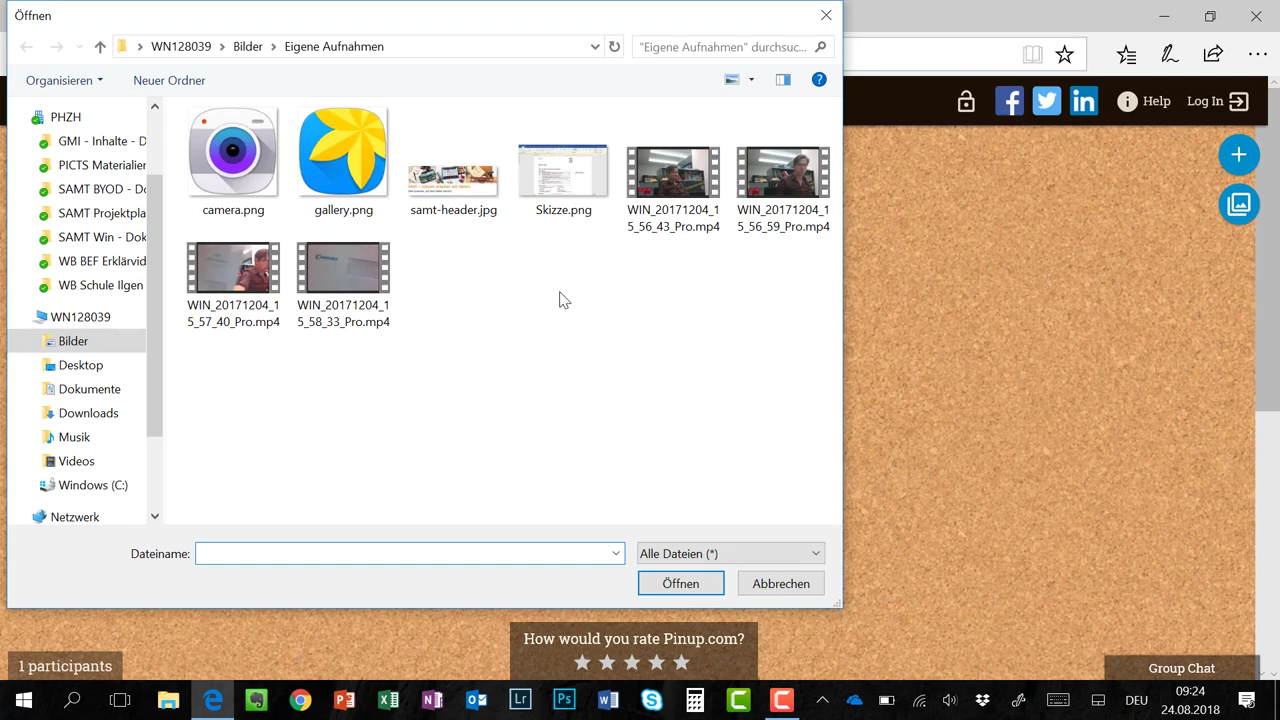 Öffnen
WN128039 Bilder Eigene Aufnahmen
"Eigene Aufnahmen" durchsuc...
Organisieren Neuer Ordner
PHZH
GMI - Inhalte - D
PICTS Materialier
SAMT BYOD - D
SAMT Projektpla
SAMT Win - Dok
WB BEF Erklärvid
WB Schule Ilgen
WN128039
Bilder
Desktop
Dokumente
Downloads
Musik
Videos
Windows (C:)
Netzwerk
camera.png
gallery.png
samt-header.jpg
Skizze.png
WIN_20171204_1
5_56_43_Pro.mp4
WIN_20171204_1
5_56_59_Pro.mp4
WIN_20171204_1
5_57_40_Pro.mp4
WIN_20171204_1
5_58_33_Pro.mp4
Dateiname:
Alle Dateien (*)
Öffnen Abbrechen
Help Log In
How would you rate Pinup.com?
1 participants
Group Chat
DEU
09:24
24.08.2018